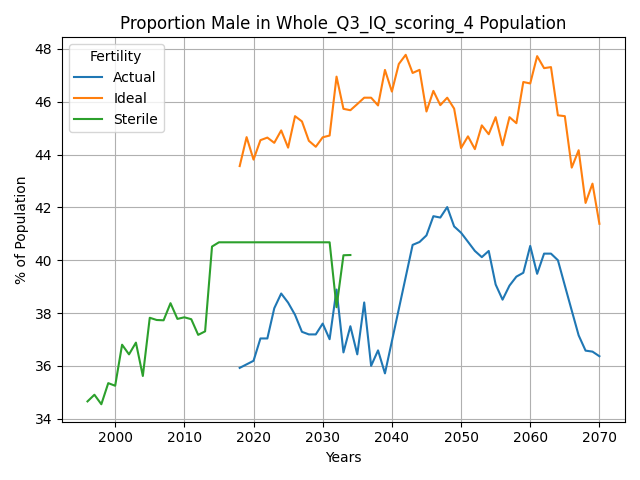 Proportion Male in Whole_Q3_IQ_scoring_4 Population
Fertility
Actual
Ideal
Sterile
% of Population
48
46
44
42
40
38
36
34
2000
2010
2020
2030
2040
2050
2060
2070
Years